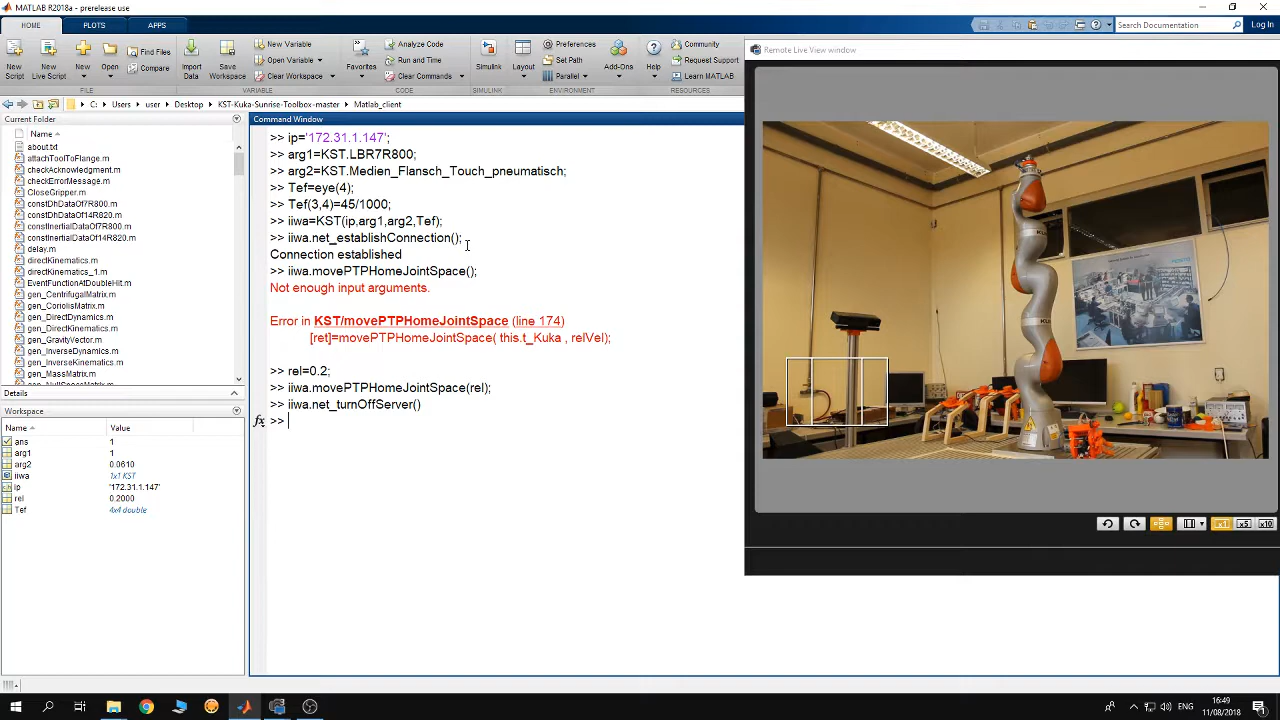 MATLAB R2018a - prerelease use
HOME PLOTS APPS
Search Documentation Log In
New Script
New Live Script
New
Open
Find Files
Compare
Import Data
Save Workspace
New Variable
Open Variable
Clear Workspace
Favorites
Analyze Code
Run and Time
Clear Commands
Simulink
Layout
Preferences
Set Path
Parallel
Add-Ons
Help
Community
Request Support
Learn MATLAB
FILE VARIABLE CODE SIMULINK ENVIRONMENT RESOURCES
C: Users user Desktop KST-Kuka-Sunrise-Toolbox-master Matlab_client
Current Folder
Name
about.txt
attachToolToFlange.m
checkAcknowledgment.m
checkErrorMessage.m
CloseGripper.m
constDhDataOf7R800.m
constDhDataOf14R820.m
constInertialDataOf7R800.m
constInertialDataOf14R820.m
delay.m
directKinematics.m
directKinematics_1.m
EventFunctionAtDoubleHit.m
gen_CentrifugalMatrix.m
gen_CoriolisMatrix.m
gen_DirectDynamics.m
gen_DirectKinematics.m
gen_GravityVector.m
gen_InverseDynamics.m
gen_InverseKinematics.m
gen_MassMatrix.m
Details
Workspace
Name Value
ans 1
arg1 1
arg2 0.0610
iiwa 1x1 KST
ip '172.31.1.147'
rel 0.2000
Tef 4x4 double
Command Window
>> ip='172.31.1.147';
>> arg1=KST.LBR7R800;
>> arg2=KST.Medien_Flansch_Touch_pneumatisch;
>> Tef=eye(4);
>> Tef(3,4)=45/1000;
>> iiwa=KST(ip,arg1,arg2,Tef);
>> iiwa.net_establishConnection();
Connection established
>> iiwa.movePTPHomeJointSpace();
Not enough input arguments.
Error in KST/movePTPHomeJointSpace (line 174)
[ret]=movePTPHomeJointSpace( this.t_Kuka , relVel);
>> rel=0.2;
>> iiwa.movePTPHomeJointSpace(rel);
>> iiwa.net_turnOffServer()
fx >>
Remote Live View window
x1 x5 x10
ENG
16:49
11/08/2018